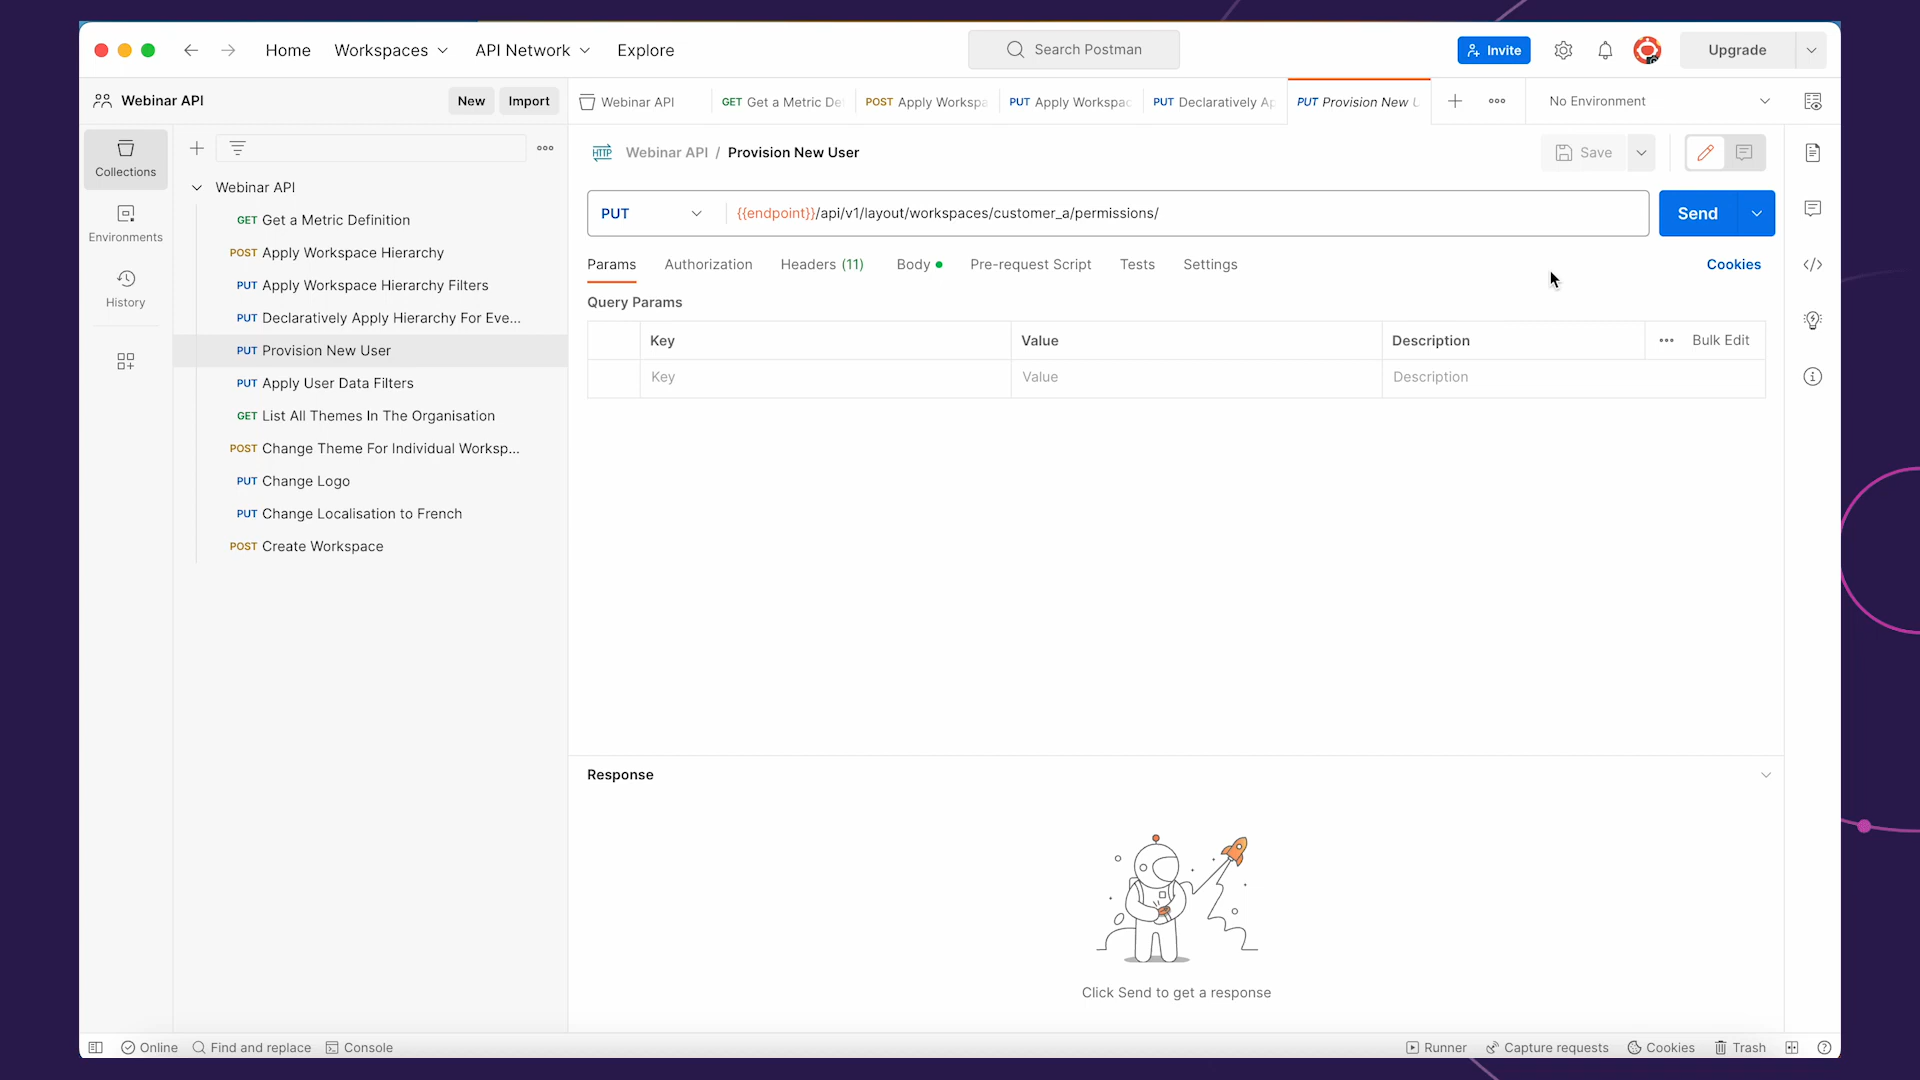 Home
Workspaces
API Network
Explore
Search Postman
Invite
Upgrade
Webinar API
New
Import
Webinar API
GET Get a Metric De
POST Apply Workspa
PUT Apply Workspac
PUT Declaratively Ap
PUT Provision New U
No Environment
Collections
Environments
History
Webinar API
GET Get a Metric Definition
POST Apply Workspace Hierarchy
PUT Apply Workspace Hierarchy Filters
PUT Declaratively Apply Hierarchy For Eve...
PUT Provision New User
PUT Apply User Data Filters
GET List All Themes In The Organisation
POST Change Theme For Individual Worksp...
PUT Change Logo
PUT Change Localisation to French
POST Create Workspace
HTTP
Webinar API / Provision New User
Save
PUT
{{endpoint}}/api/v1/layout/workspaces/customer_a/permissions/
Send
Params
Authorization
Headers (11)
Body
Pre-request Script
Tests
Settings
Cookies
Query Params
Key
Value
Description
Bulk Edit
Key
Value
Description
Response
Click Send to get a response
Online
Find and replace
Console
Runner
Capture requests
Cookies
Trash